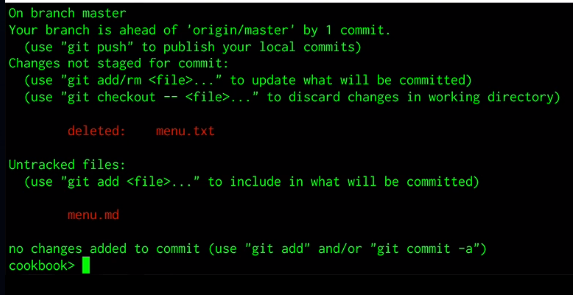 On branch master
Your branch is ahead of 'origin/master' by 1 commit.
(use "git push" to publish your local commits)
Changes not staged for commit:
(use "git add/rm <file>..." to update what will be committed)
(use "git checkout -- <file>..." to discard changes in working directory)
deleted: menu.txt
Untracked files:
(use "git add <file>..." to include in what will be committed)
menu.md
no changes added to commit (use "git add" and/or "git commit -a")
cookbook>